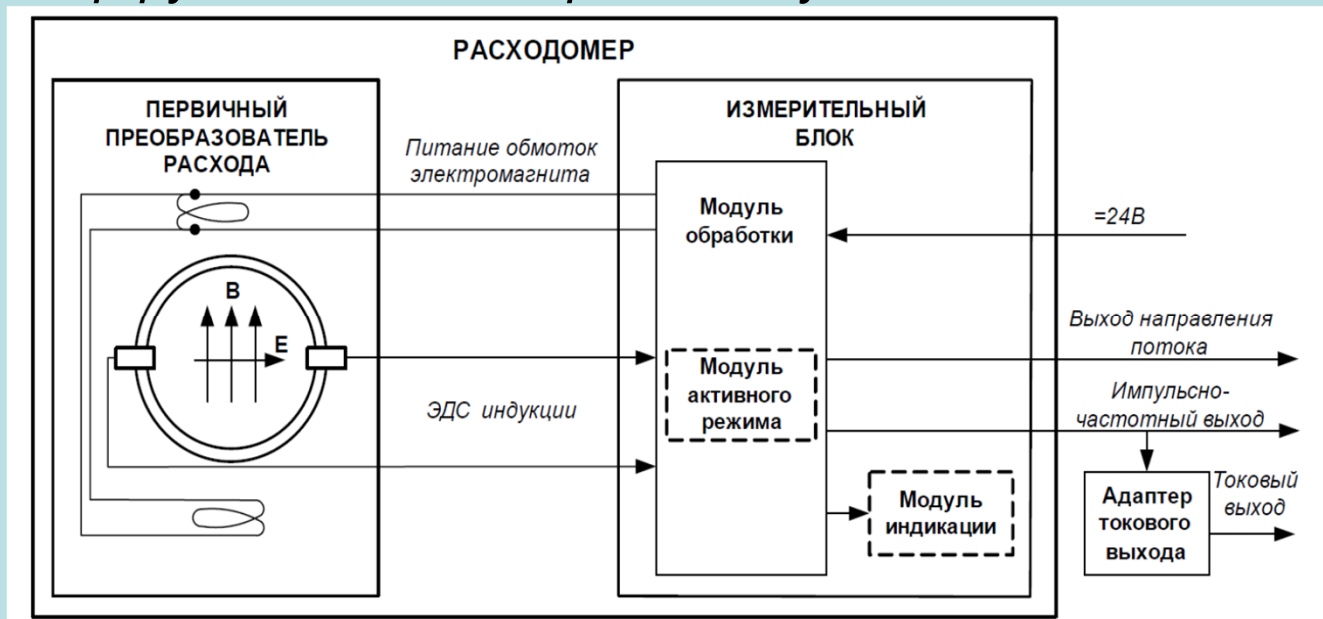 РАСХОДОМЕР
ПЕРВИЧНЫЙ
ПРЕОБРАЗОВАТЕЛЬ
РАСХОДА
ИЗМЕРИТЕЛЬНЫЙ
БЛОК
Питание обмоток
электромагнита
Модуль
обработки
=24В
B
E
Выход направления
потока
Модуль
активного
режима
ЭДС индукции
Импульсно-
частотный выход
Модуль
индикации
Адаптер
токового
выхода
Токовый
выход